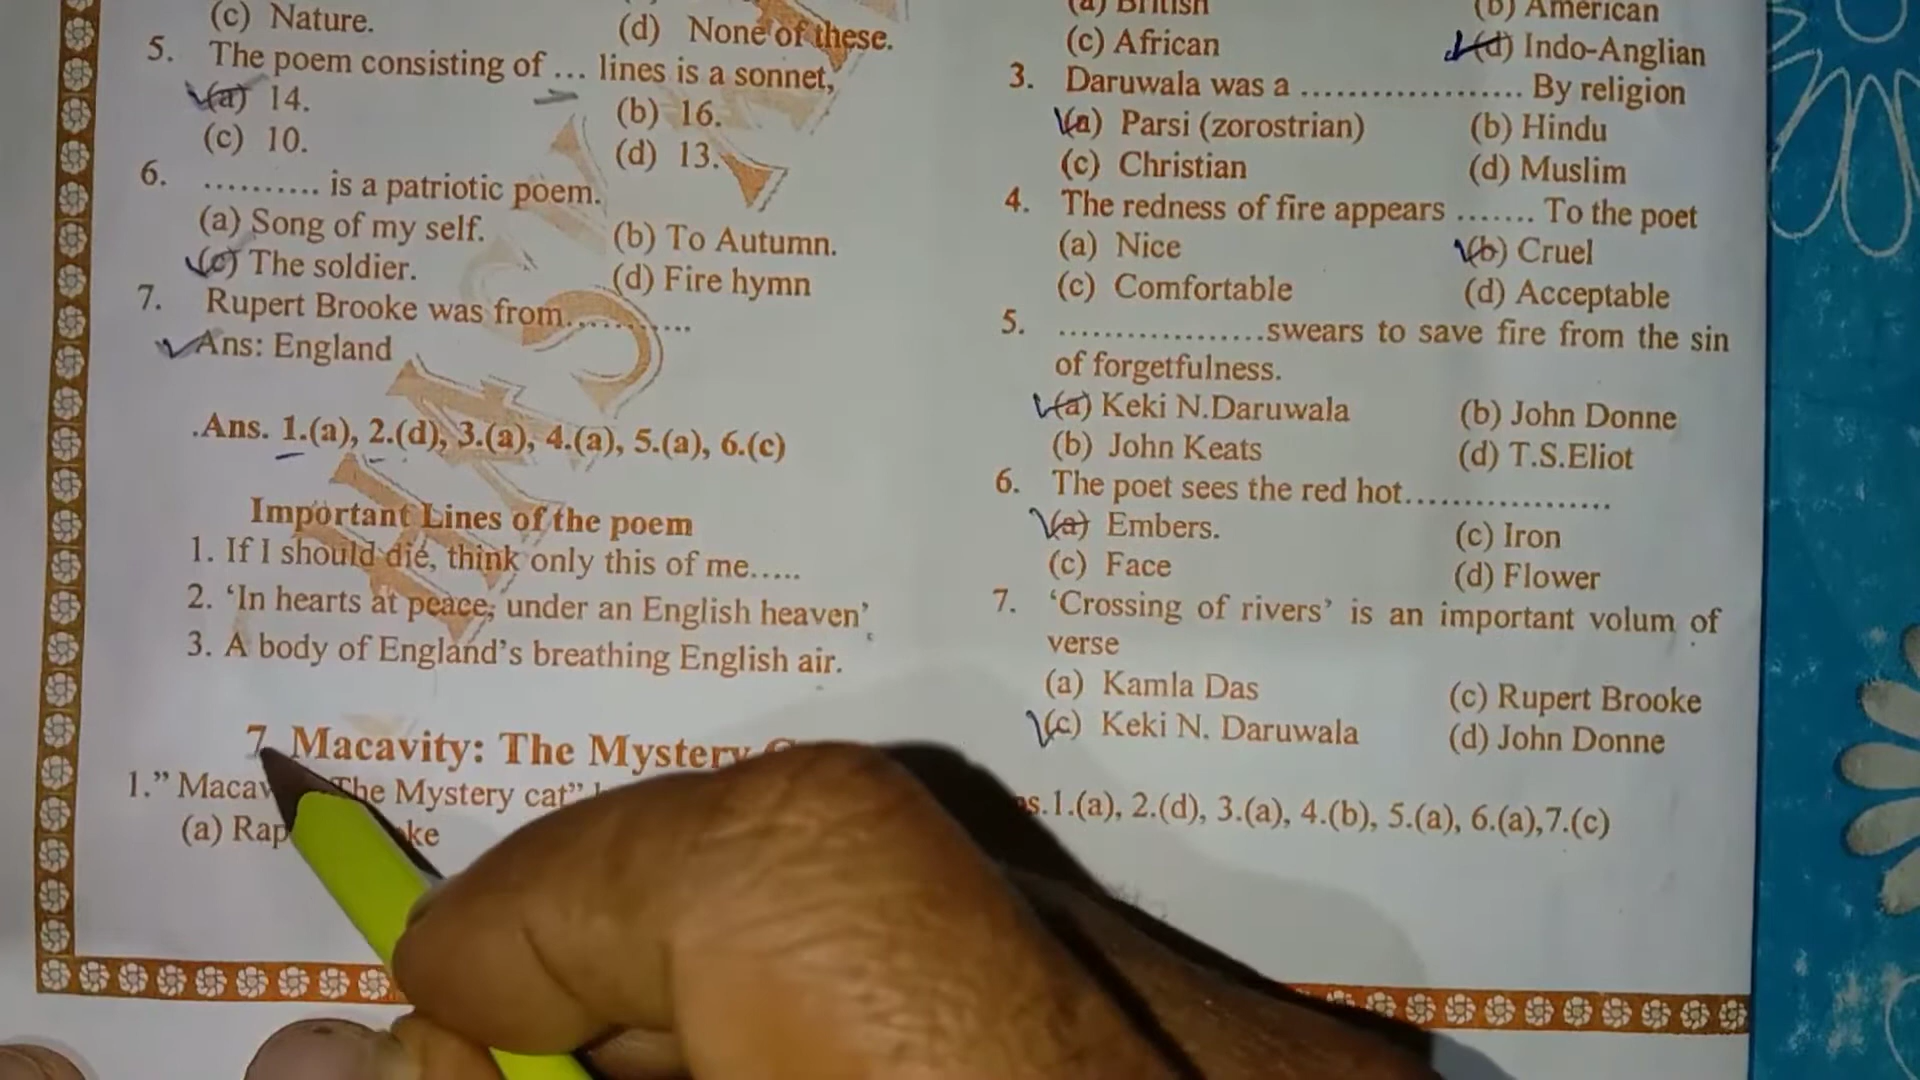 (c) Nature.
(d) None of these.
5. The poem consisting of ... lines is a sonnet,
(a) 14.
(b) 16.
(c) 10.
(d) 13.
6. .......... is a patriotic poem.
(a) Song of my self.
(b) To Autumn.
(c) The soldier.
(d) Fire hymn
7. Rupert Brooke was from............
Ans: England
.Ans. 1.(a), 2.(d), 3.(a), 4.(a), 5.(a), 6.(c)
Important Lines of the poem
1. If I should die, think only this of me.....
2. ‘In hearts at peace, under an English heaven’
3. A body of England’s breathing English air.
7. Macavity: The Mystery
1.” The Mystery cat”
(a)
(a) British
(b) American
(c) African
(d) Indo-Anglian
3. Daruwala was a .................... By religion
(a) Parsi (zorostrian)
(b) Hindu
(c) Christian
(d) Muslim
4. The redness of fire appears ....... To the poet
(a) Nice
(b) Cruel
(c) Comfortable
(d) Acceptable
5. ...................swears to save fire from the sin
of forgetfulness.
(a) Keki N.Daruwala
(b) John Donne
(b) John Keats
(d) T.S.Eliot
6. The poet sees the red hot...................
(a) Embers.
(c) Iron
(c) Face
(d) Flower
7. ‘Crossing of rivers’ is an important volum of
verse
(a) Kamla Das
(c) Rupert Brooke
(c) Keki N. Daruwala
(d) John Donne
1.(a), 2.(d), 3.(a), 4.(b), 5.(a), 6.(a),7.(c)